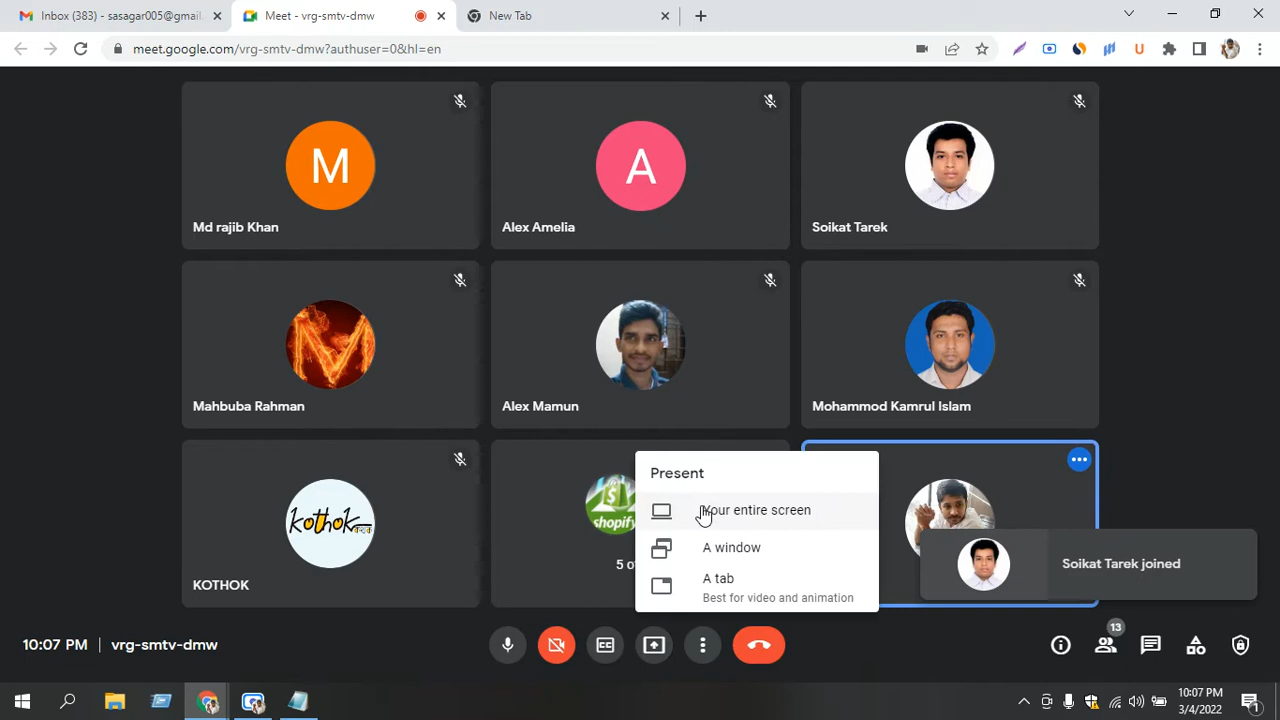 Inbox (383) - sasagar005@gmail.
Meet - vrg-smtv-dmw
New Tab
meet.google.com/vrg-smtv-dmw?authuser=0&hl=en
M
A
Md rajib Khan
Alex Amelia
Soikat Tarek
Mahbuba Rahman
Alex Mamun
Mohammod Kamrul Islam
kothok
KOTHOK
shopify
5 o
Present
Your entire screen
A window
A tab
Best for video and animation
Soikat Tarek joined
10:07 PM
vrg-smtv-dmw
CC
13
10:07 PM
3/4/2022
1